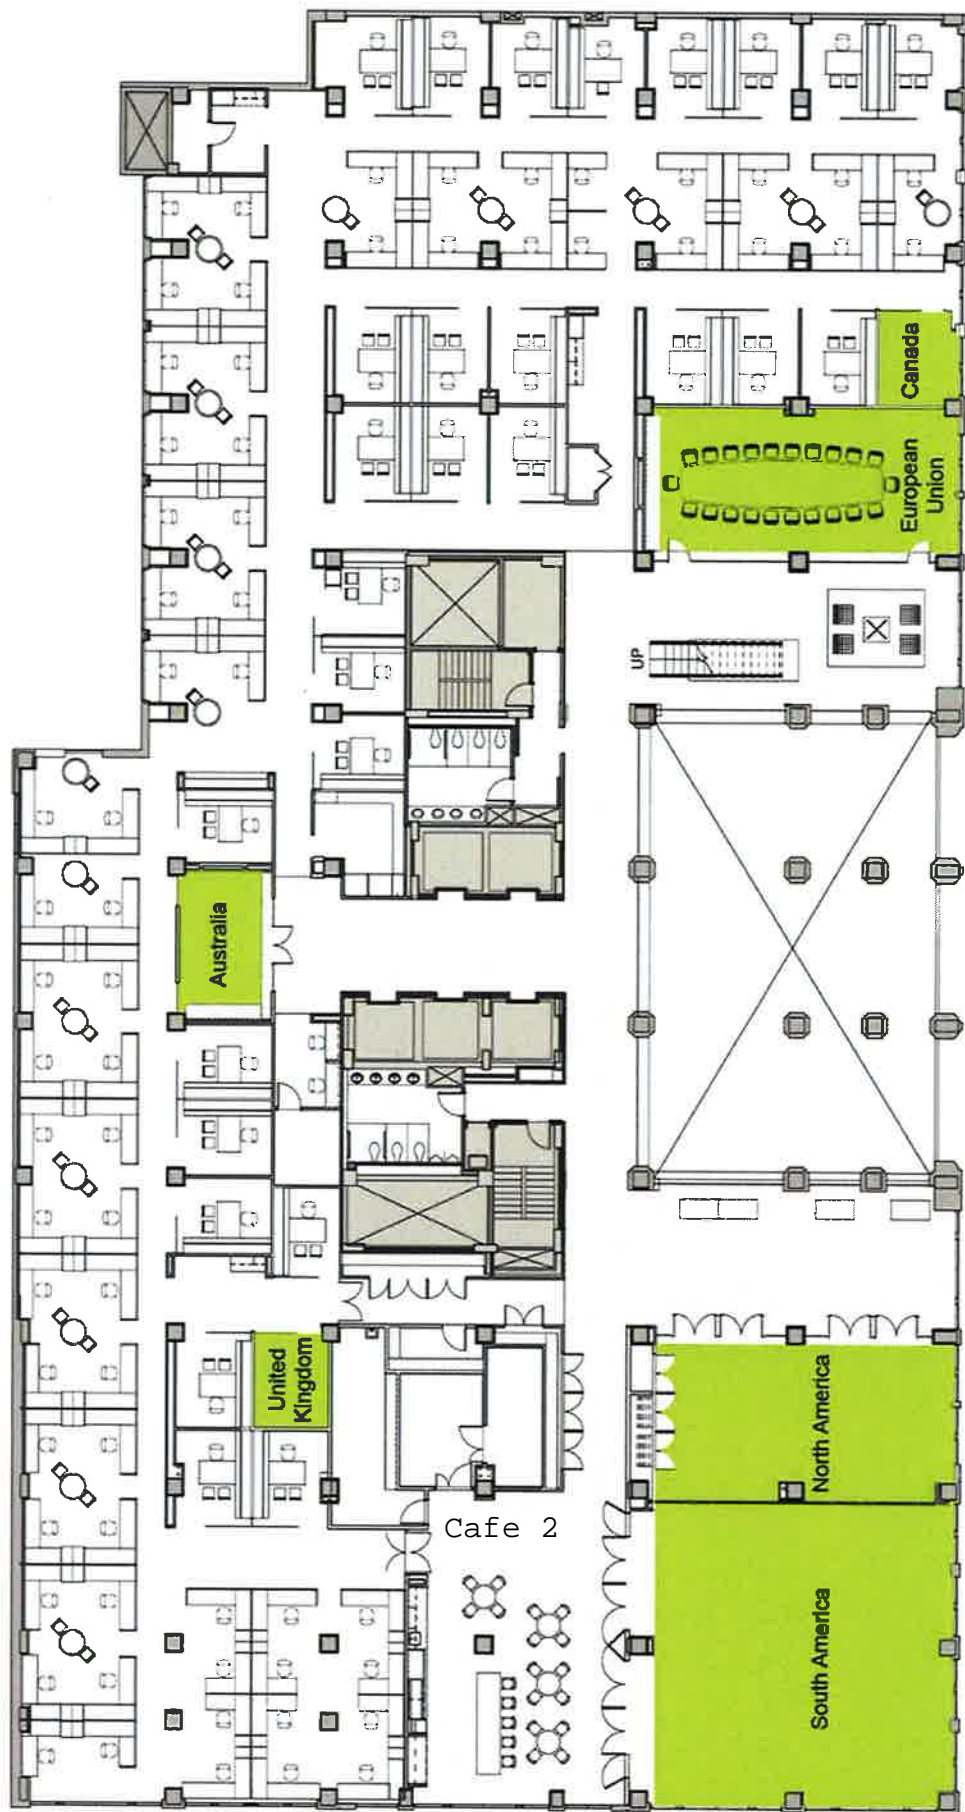 Canada
European
Union
UP
Australia
United
Kingdom
North America
Cafe 2
South America